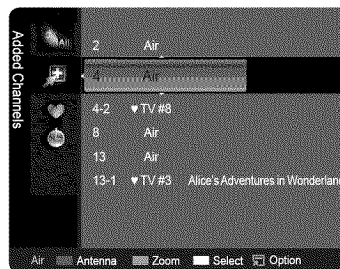 Added Channels
All
2 Air
4 Air
4-2 ♥ TV #8
8 Air
13 Air
13-1 ♥ TV #3 Alice's Adventures in Wonderlan
Air Antenna Zoom Select Option